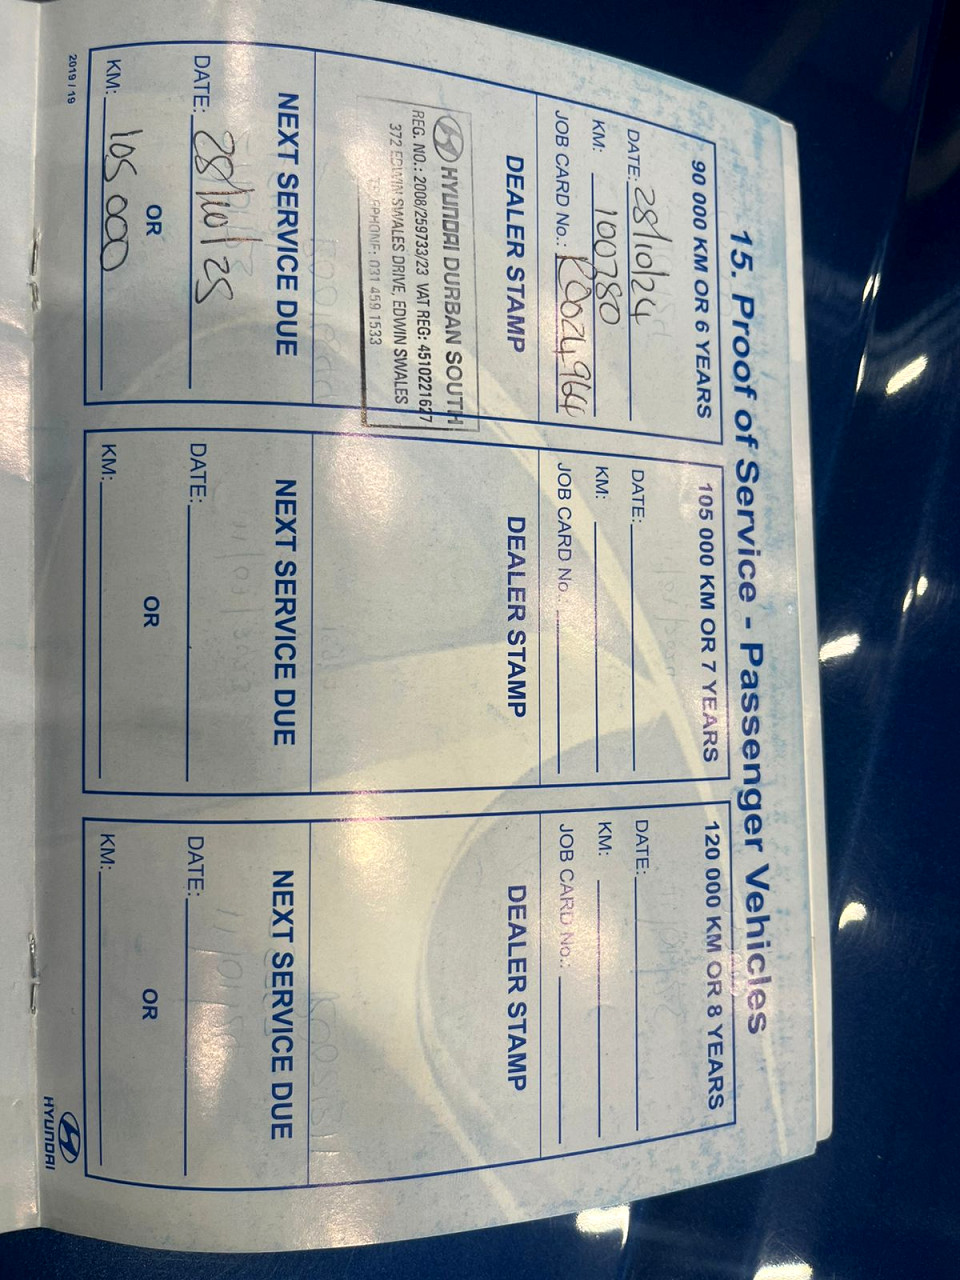 15. Proof of Service - Passenger Vehicles
90 000 KM OR 6 YEARS
DATE: 28/10/24
KM: 100780
JOB CARD No.: K0024964
DEALER STAMP
HYUNDAI DURBAN SOUTH
REG. NO.: 2008/259733/23 VAT REG: 4510221627
372 EDWIN SWALES DRIVE, EDWIN SWALES
TELEPHONE: 031 459 1533
NEXT SERVICE DUE
DATE: 28/10/25
OR
KM: 105 000
105 000 KM OR 7 YEARS
DATE:
KM:
JOB CARD No.:
DEALER STAMP
NEXT SERVICE DUE
DATE:
OR
KM:
120 000 KM OR 8 YEARS
DATE:
KM:
JOB CARD No.:
DEALER STAMP
NEXT SERVICE DUE
DATE:
OR
KM:
2019 / 19
HYUNDAI